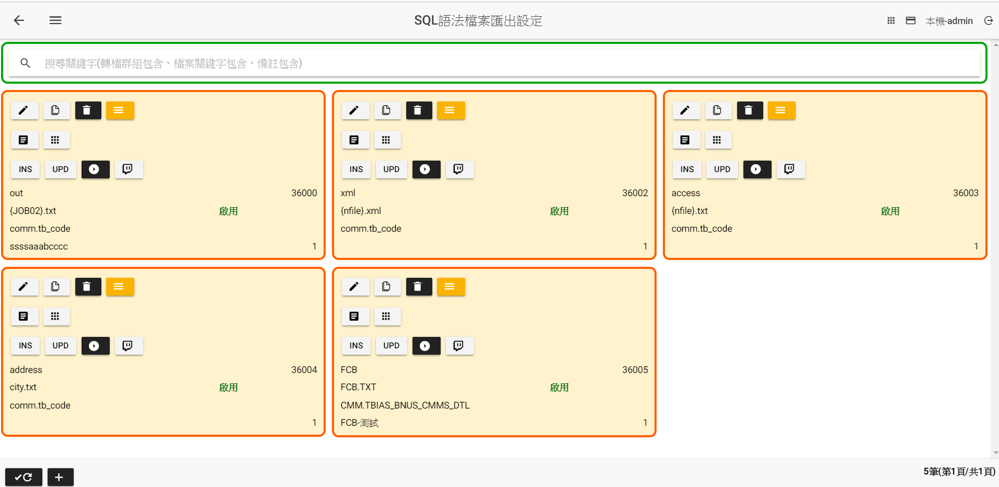 SQL語法檔案匯出設定
本機-admin
搜尋關鍵字(轉檔群組包含、檔案關鍵字包含、備註包含)
INS UPD
out 36000
{JOB02}.txt 啟用
comm.tb_code
ssssaaabcccc 1
INS UPD
xml 36002
{nfile}.xml 啟用
comm.tb_code
1
INS UPD
access 36003
{nfile}.txt 啟用
comm.tb_code
1
INS UPD
address 36004
city.txt 啟用
comm.tb_code
1
INS UPD
FCB 36005
FCB.TXT 啟用
CMM.TBIAS_BNUS_CMMS_DTL
FCB-測試 1
5筆(第1頁/共1頁)